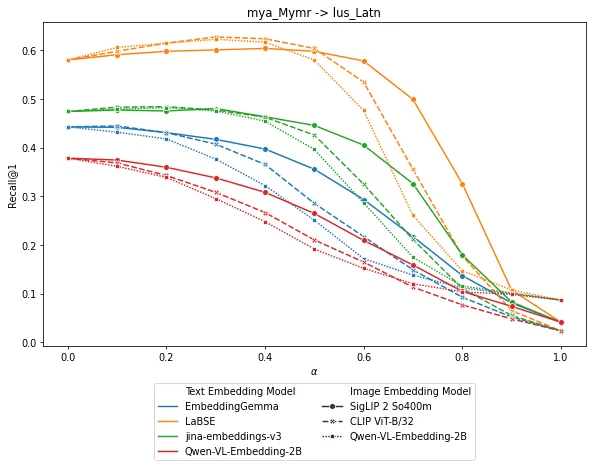 mya_Mymr -> lus_Latn
Recall@1
0.6
0.5
0.4
0.3
0.2
0.1
0.0
0.0 0.2 0.4 0.6 0.8 1.0
α
Text Embedding Model
EmbeddingGemma
LaBSE
jina-embeddings-v3
Qwen-VL-Embedding-2B
Image Embedding Model
SigLIP 2 So400m
CLIP ViT-B/32
Qwen-VL-Embedding-2B